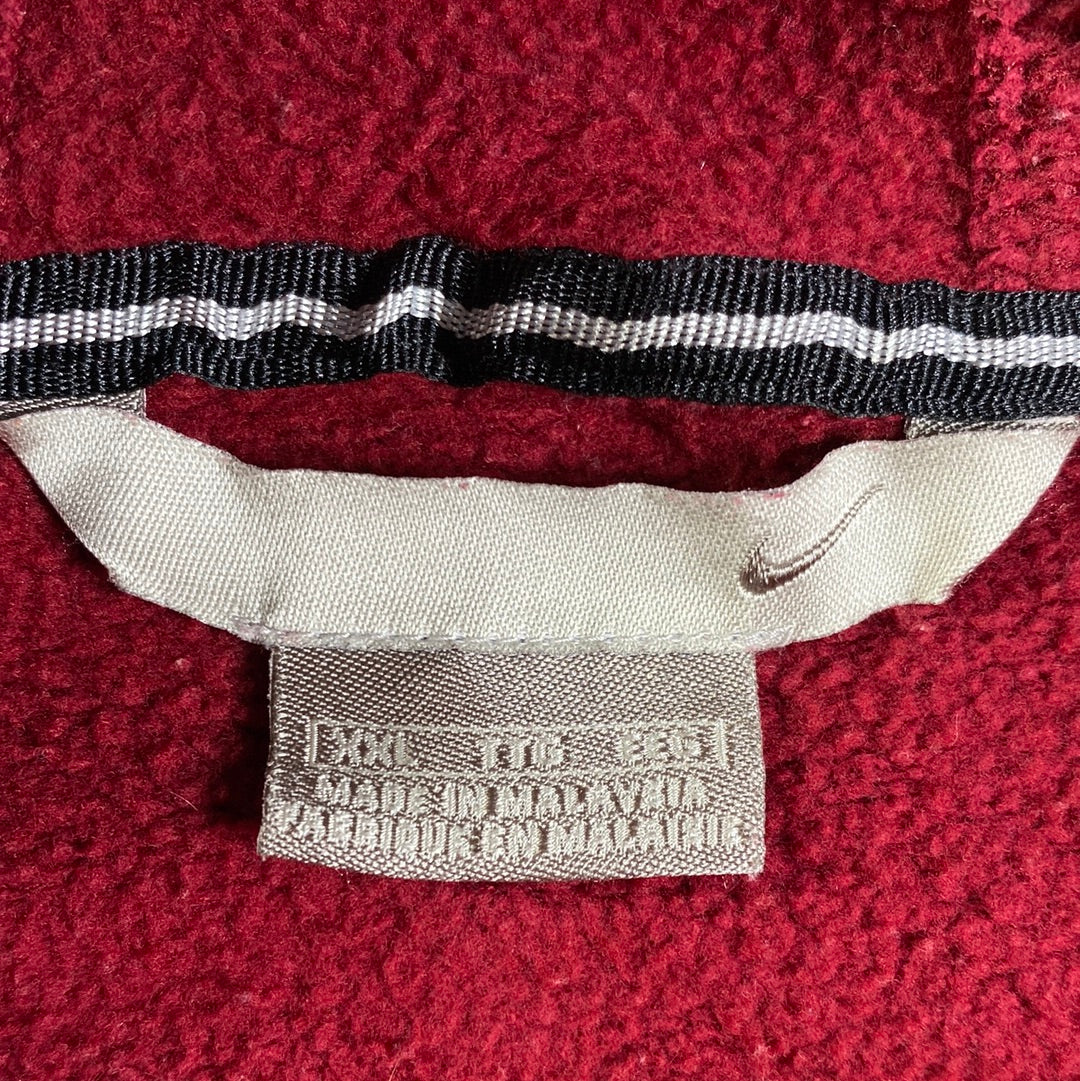 XXL TTG EEG
MADE IN MALAYSIA
FABRIQUE EN MALAISIE